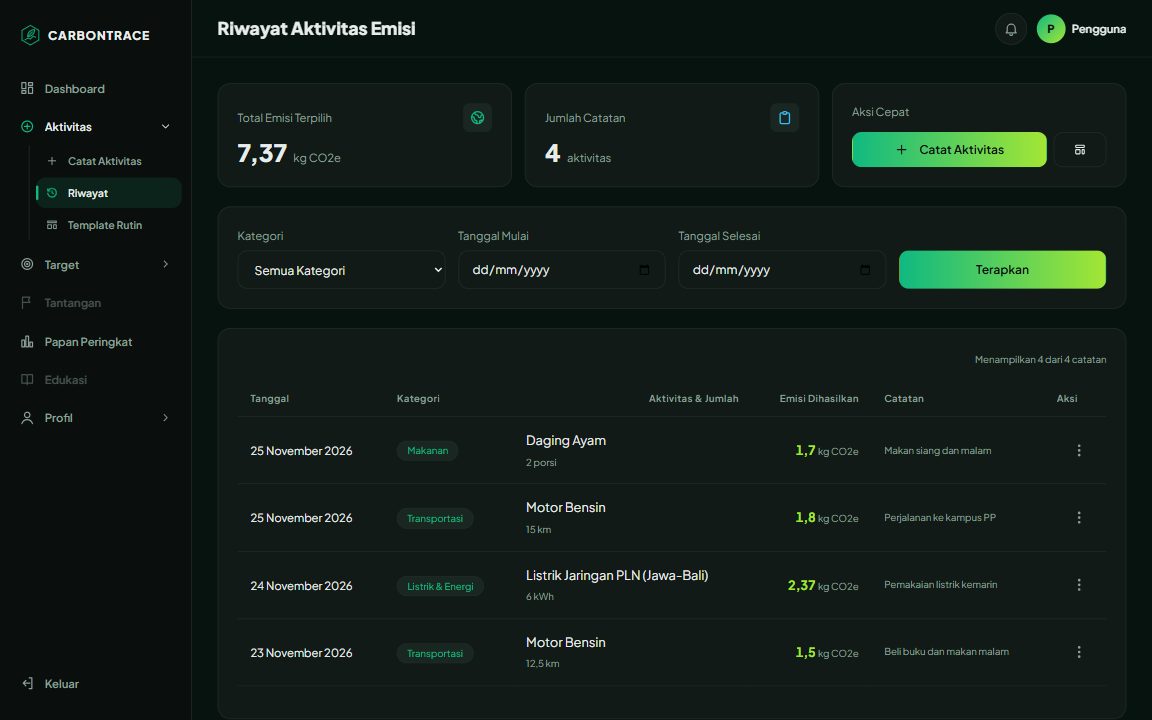 CARBONTRACE
Riwayat Aktivitas Emisi
P
Pengguna
Dashboard
Aktivitas
Catat Aktivitas
Riwayat
Template Rutin
Target
Tantangan
Papan Peringkat
Edukasi
Profil
Keluar
Total Emisi Terpilih
7,37 kg CO2e
Jumlah Catatan
4 aktivitas
Aksi Cepat
+ Catat Aktivitas
Kategori
Semua Kategori
Tanggal Mulai
dd/mm/yyyy
Tanggal Selesai
dd/mm/yyyy
Terapkan
Menampilkan 4 dari 4 catatan
Tanggal Kategori Aktivitas & Jumlah Emisi Dihasilkan Catatan Aksi
25 November 2026 Makanan Daging Ayam 1,7 kg CO2e Makan siang dan malam
2 porsi
25 November 2026 Transportasi Motor Bensin 1,8 kg CO2e Perjalanan ke kampus PP
15 km
24 November 2026 Listrik & Energi Listrik Jaringan PLN (Jawa-Bali) 2,37 kg CO2e Pemakaian listrik kemarin
6 kWh
23 November 2026 Transportasi Motor Bensin 1,5 kg CO2e Beli buku dan makan malam
12,5 km